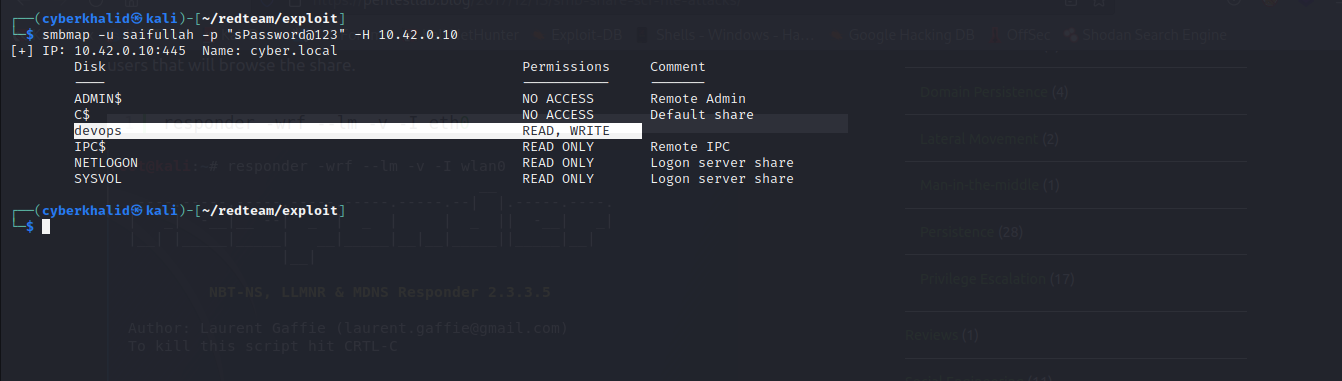 ┌──(cyberkhalid㉿kali)-[~/redteam/exploit]
└─$ smbmap -u saifullah -p "sPassword@123" -H 10.42.0.10
Exploit-DB Shells - Windows - Ha... Google Hacking DB OffSec Shodan Search Engine
[+] IP: 10.42.0.10:445 Name: cyber.local
users that will browse the share.
Disk Permissions Comment
---- ----------- -------
ADMIN$ NO ACCESS Remote Admin
C$ NO ACCESS Default share
devops READ, WRITE
IPC$ READ ONLY Remote IPC
# responder -wrf --lm -v -I wlan0
NETLOGON READ ONLY Logon server share
SYSVOL READ ONLY Logon server share
┌──(cyberkhalid㉿kali)-[~/redteam/exploit]
└─$
NBT-NS, LLMNR & MDNS Responder 2.3.3.5
Author: Laurent Gaffie (laurent.gaffie@gmail.com)
To kill this script hit CRTL-C
Domain Persistence (4)
Lateral Movement (2)
Man-in-the-middle (1)
Persistence (28)
Privilege Escalation (17)
Reviews (1)